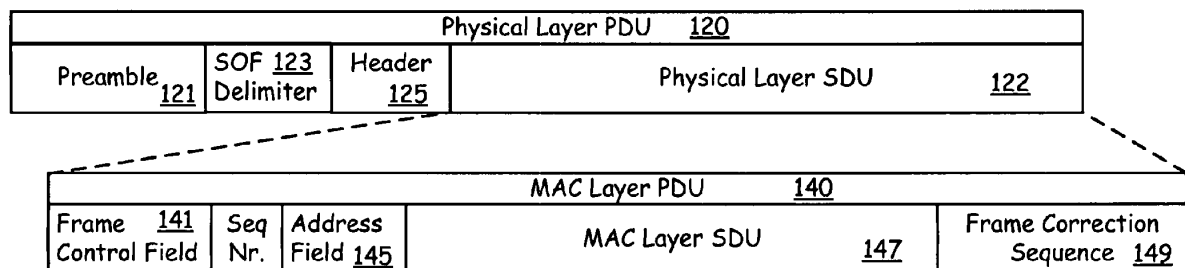 Physical Layer PDU 120
Preamble 121
SOF 123 Delimiter
Header 125
Physical Layer SDU 122
MAC Layer PDU 140
Frame 141 Control Field
Seq Nr.
Address Field 145
MAC Layer SDU 147
Frame Correction Sequence 149